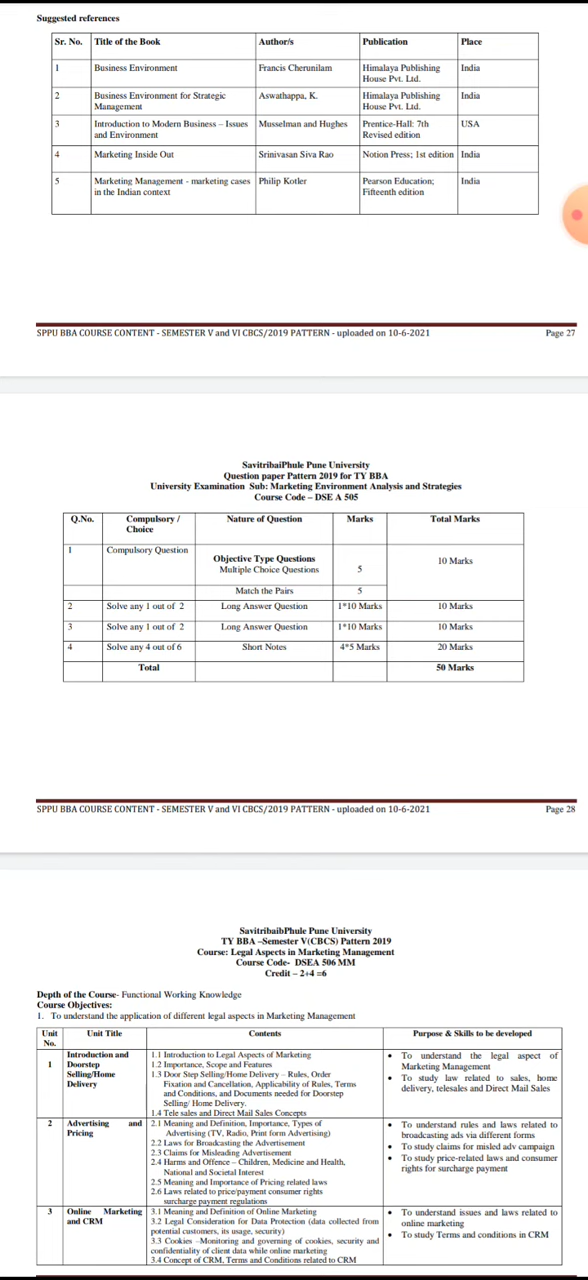 Suggested references
Sr. No. Title of the Book Author/s Publication Place
1 Business Environment Francis Cherunilam Himalaya Publishing India
House Pvt. Ltd.
2 Business Environment for Strategic Aswathappa, K. Himalaya Publishing India
Management House Pvt. Ltd.
3 Introduction to Modern Business – Issues Musselman and Hughes Prentice-Hall: 7th USA
and Environment Revised edition
4 Marketing Inside Out Srinivasan Siva Rao Notion Press; 1st edition India
5 Marketing Management - marketing cases Philip Kotler Pearson Education; India
in the Indian context Fifteenth edition
SPPU BBA COURSE CONTENT - SEMESTER V and VI CBCS/2019 PATTERN - uploaded on 10-6-2021 Page 27
SavitribaiPhule Pune University
Question paper Pattern 2019 for TY BBA
University Examination Sub: Marketing Environment Analysis and Strategies
Course Code – DSE A 505
Q.No. Compulsory / Nature of Question Marks Total Marks
Choice
1 Compulsory Question
Objective Type Questions 10 Marks
Multiple Choice Questions 5
Match the Pairs 5
2 Solve any 1 out of 2 Long Answer Question 1*10 Marks 10 Marks
3 Solve any 1 out of 2 Long Answer Question 1*10 Marks 10 Marks
4 Solve any 4 out of 6 Short Notes 4*5 Marks 20 Marks
Total 50 Marks
SPPU BBA COURSE CONTENT - SEMESTER V and VI CBCS/2019 PATTERN - uploaded on 10-6-2021 Page 28
SavitribaibPhule Pune University
TY BBA –Semester V(CBCS) Pattern 2019
Course: Legal Aspects in Marketing Management
Course Code- DSEA 506 MM
Credit – 2+4 =6
Depth of the Course- Functional Working Knowledge
Course Objectives:
1. To understand the application of different legal aspects in Marketing Management
Unit Unit Title Contents Purpose & Skills to be developed
No.
1 Introduction and Doorstep Selling/Home Delivery
1.1 Introduction to Legal Aspects of Marketing
1.2 Importance, Scope and Features
1.3 Door Step Selling/Home Delivery – Rules, Order
Fixation and Cancellation, Applicability of Rules, Terms
and Conditions, and Documents needed for Doorstep
Selling/ Home Delivery.
1.4 Tele sales and Direct Mail Sales Concepts
• To understand the legal aspect of
Marketing Management
• To study law related to sales, home
delivery, telesales and Direct Mail Sales
2 Advertising and Pricing
2.1 Meaning and Definition, Importance, Types of
Advertising (TV, Radio, Print form Advertising)
2.2 Laws for Broadcasting the Advertisement
2.3 Claims for Misleading Advertisement
2.4 Harms and Offence – Children, Medicine and Health,
National and Societal Interest
2.5 Meaning and Importance of Pricing related laws
2.6 Laws related to price/payment consumer rights
surcharge payment regulations
• To understand rules and laws related to
broadcasting ads via different forms
• To study claims for misled adv campaign
• To study price-related laws and consumer
rights for surcharge payment
3 Online Marketing and CRM
3.1 Meaning and Definition of Online Marketing
3.2 Legal Consideration for Data Protection (data collected from
potential customers, its usage, security)
3.3 Cookies –Monitoring and governing of cookies, security and
confidentiality of client data while online marketing
3.4 Concept of CRM, Terms and Conditions related to CRM
• To understand issues and laws related to
online marketing
• To study Terms and conditions in CRM